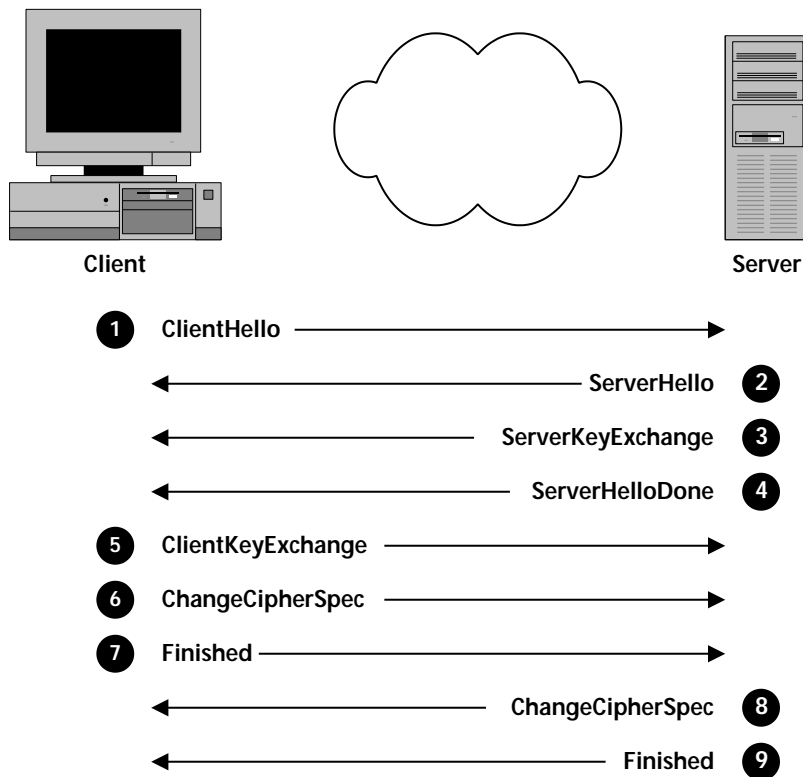 Client
Server
1 ClientHello
ServerHello 2
ServerKeyExchange 3
ServerHelloDone 4
5 ClientKeyExchange
6 ChangeCipherSpec
7 Finished
ChangeCipherSpec 8
Finished 9